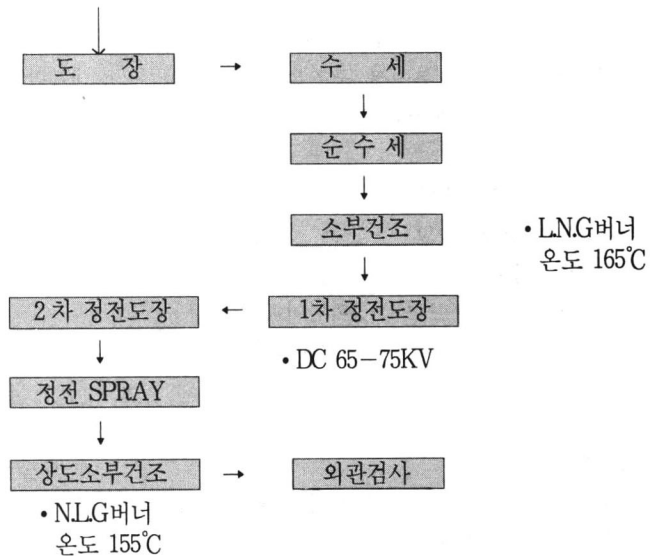 도 장 → 수 세
↓
순 수 세
↓
소부건조
• L.N.G버너
온도 165℃
↓
2차 정전도장 ← 1차 정전도장
• DC 65-75KV
↓
정전 SPRAY
↓
상도소부건조 → 외관검사
• N.L.G버너
온도 155℃